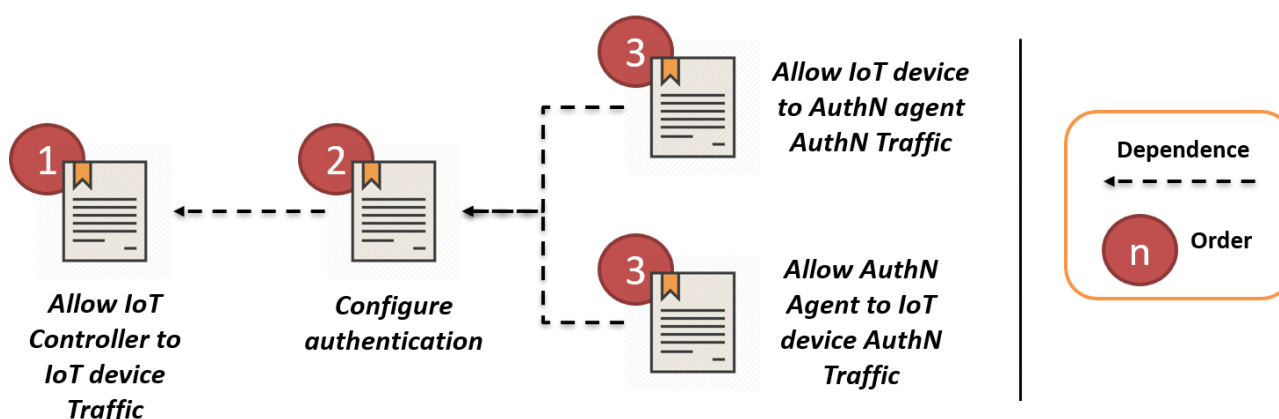 1
Allow IoT
Controller to
IoT device
Traffic
2
Configure
authentication
3
Allow IoT device
to AuthN agent
AuthN Traffic
3
Allow AuthN
Agent to IoT
device AuthN
Traffic
Dependence
n
Order